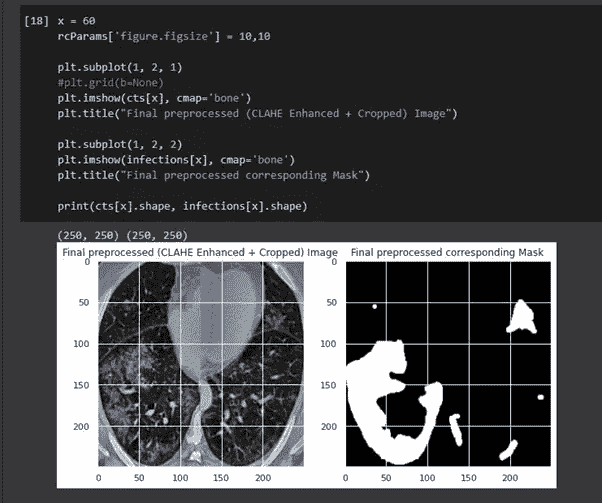 [18] x = 60
rcParams['figure.figsize'] = 10,10
plt.subplot(1, 2, 1)
#plt.grid(b=None)
plt.imshow(cts[x], cmap='bone')
plt.title("Final preprocessed (CLAHE Enhanced + Cropped) Image")
plt.subplot(1, 2, 2)
plt.imshow(infections[x], cmap='bone')
plt.title("Final preprocessed corresponding Mask")
print(cts[x].shape, infections[x].shape)
(250, 250) (250, 250)
Final preprocessed (CLAHE Enhanced + Cropped) Image
0
50
100
150
200
0 50 100 150 200
Final preprocessed corresponding Mask
0
50
100
150
200
0 50 100 150 200